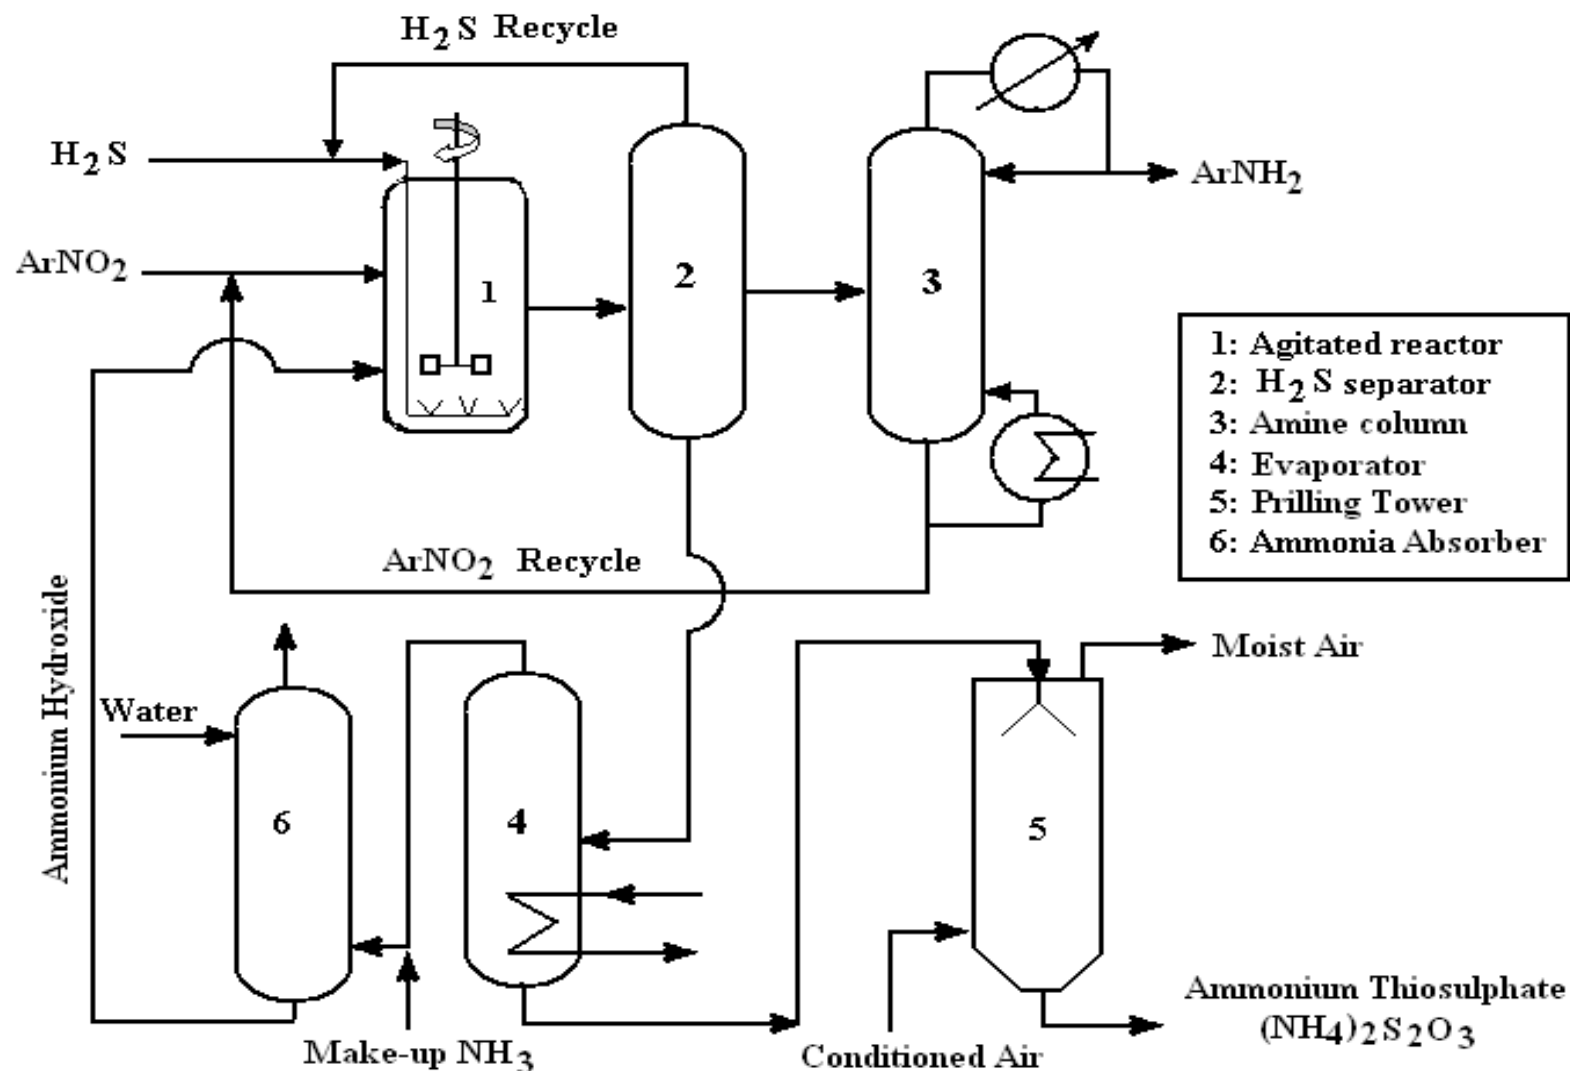 H2S Recycle
H2S
ArNO2
ArNH2
1
2
3
1: Agitated reactor
2: H2S separator
3: Amine column
4: Evaporator
5: Prilling Tower
6: Ammonia Absorber
ArNO2 Recycle
Ammonium Hydroxide
Water
Moist Air
6
4
5
Make-up NH3
Conditioned Air
Ammonium Thiosulphate
(NH4)2S2O3